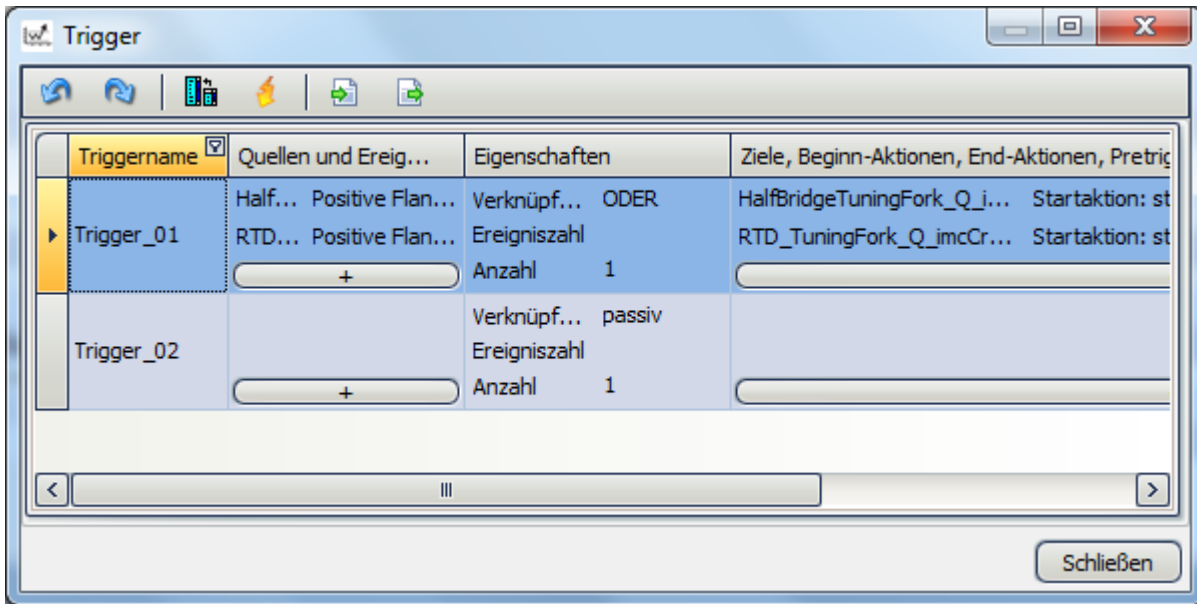 Trigger
Triggername Quellen und Ereig... Eigenschaften Ziele, Beginn-Aktionen, End-Aktionen, Pretrig
Half... Positive Flan... Verknüpf... ODER HalfBridgeTuningFork_Q_i... Startaktion: st
Trigger_01 RTD... Positive Flan... Ereigniszahl RTD_TuningFork_Q_imcCr... Startaktion: st
+ Anzahl 1
Verknüpf... passiv
Trigger_02 Ereigniszahl
+ Anzahl 1
Schließen